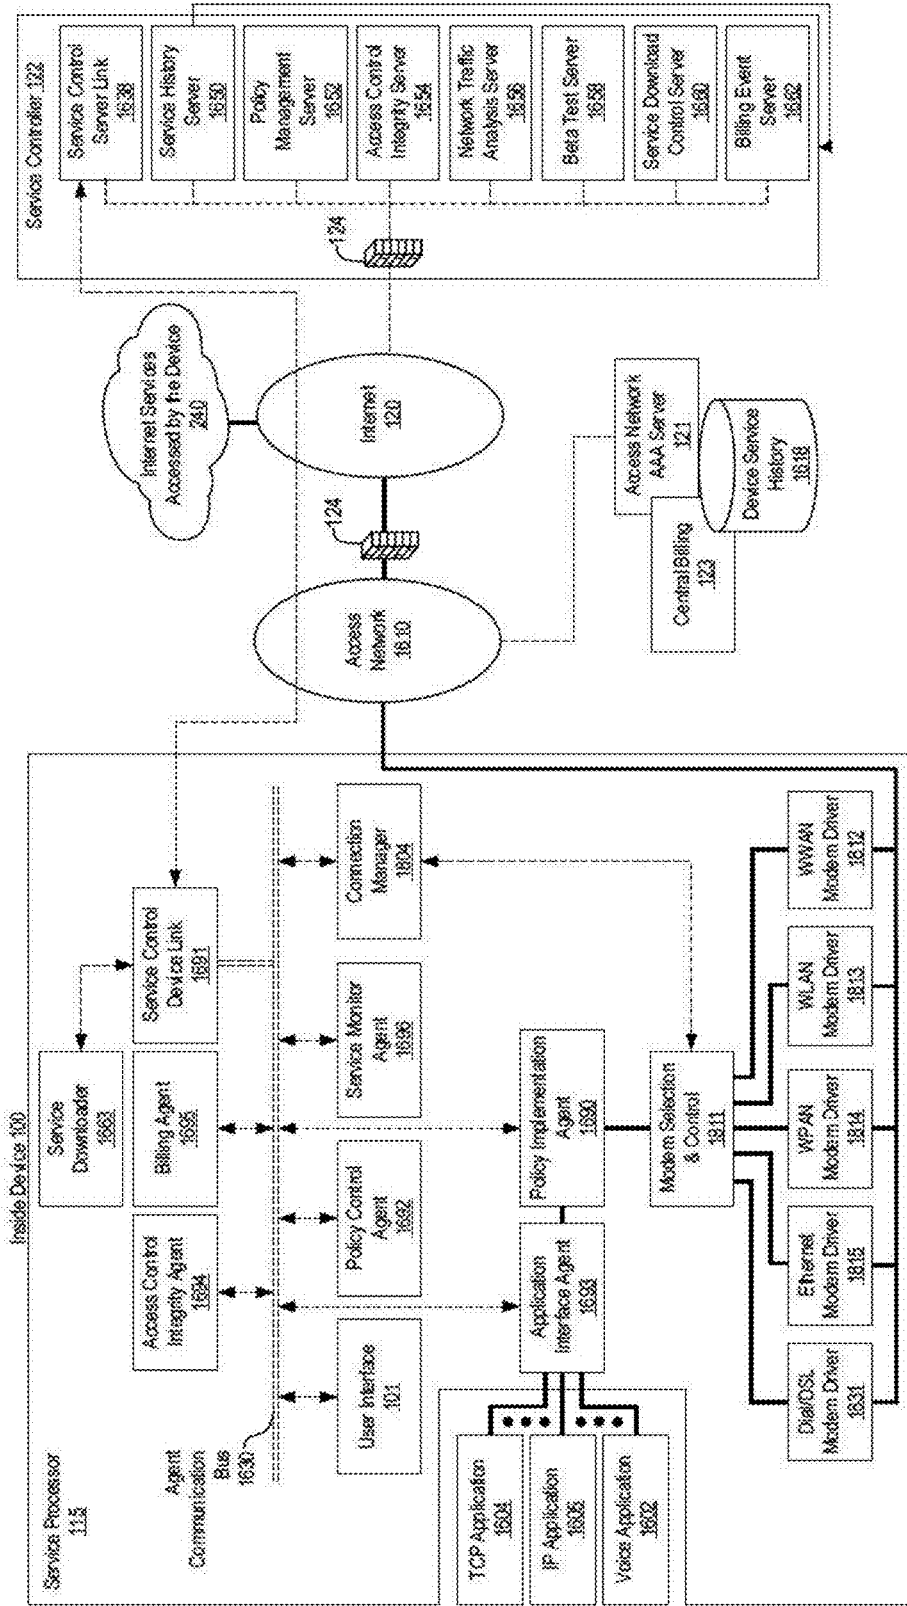 Inside Device 100
Service Processor
115
Service
Downloader
1663
Access Control
Integrity Agent
1694
Billing Agent
1695
Service Control
Device Link
1691
Agent
Communication
Bus
1630
User Interface
101
Policy Control
Agent
1692
Service Monitor
Agent
1696
Connection
Manager
1804
Application
Interface Agent
1693
Policy Implementation
Agent
1690
TCP Application
1604
IP Application
1605
Voice Application
1602
Modem Selection
& Control
1811
Dial/DSL
Modem Driver
1831
Ethernet
Modem Driver
1815
WPAN
Modem Driver
1814
WLAN
Modem Driver
1813
WWAN
Modem Driver
1812
Access
Network
1610
124
Internet Services
Accessed by the Device
240
Internet
120
124
Central Billing
123
Access Network
AAA Server
121
Device Service
History
1618
Service Controller 122
Service Control
Server Link
1638
Service History
Server
1650
Policy
Management
Server
1652
Access Control
Integrity Server
1654
Network Traffic
Analysis Server
1656
Beta Test Server
1658
Service Download
Control Server
1660
Billing Event
Server
1662